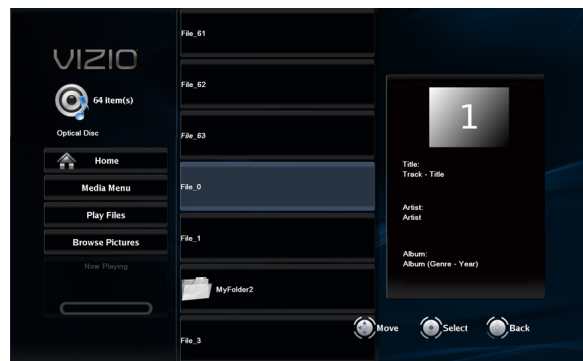 VIZIO
64 item(s)
Optical Disc
Home
Media Menu
Play Files
Browse Pictures
Now Playing
File_61
File_62
File_63
File_0
File_1
MyFolder2
File_3
1
Title:
Track - Title
Artist:
Artist
Album:
Album (Genre - Year)
Move
Select
Back